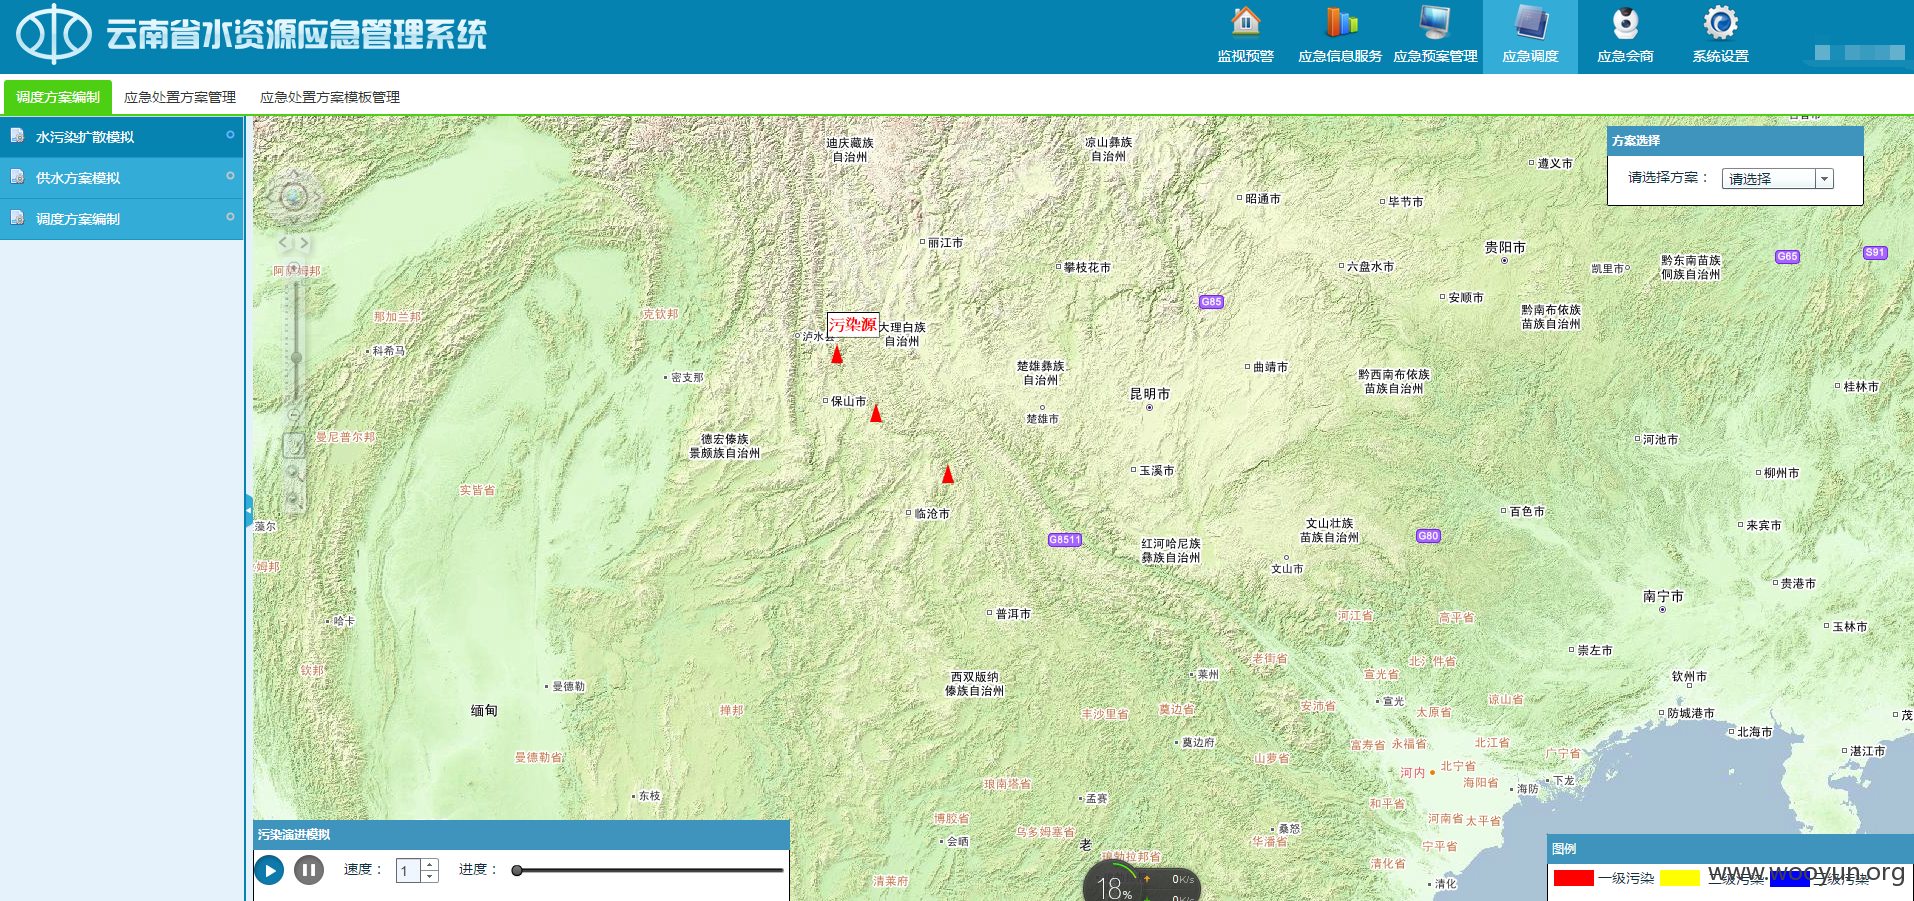 云南省水资源应急管理系统
监视预警
应急信息服务
应急预案管理
应急调度
应急会商
系统设置
调度方案编制
应急处置方案管理
应急处置方案模板管理
水污染扩散模拟
供水方案模拟
调度方案编制
方案选择
请选择方案：
请选择
迪庆藏族
自治州
凉山彝族
自治州
遵义市
昭通市
毕节市
丽江市
攀枝花市
六盘水市
贵阳市
凯里市
黔东南苗族
侗族自治州
G65
S91
那加兰邦
克钦邦
G85
安顺市
黔南布依族
苗族自治州
污染源
泸水县
大理白族
自治州
科希马
密支那
楚雄彝族
自治州
曲靖市
黔西南布依族
苗族自治州
桂林市
保山市
昆明市
楚雄市
曼尼普尔邦
德宏傣族
景颇族自治州
河池市
玉溪市
柳州市
实皆省
临沧市
百色市
藻尔
G8511
红河哈尼族
彝族自治州
文山壮族
苗族自治州
G80
来宾市
姆邦
文山市
贵港市
南宁市
哈卡
普洱市
河江省
高平省
玉林市
钦邦
崇左市
老街省
宣光省
西双版纳
傣族自治州
莱州
钦州市
曼德勒
缅甸
掸邦
丰沙里省
奠边省
安沛省
宣光
太原省
谅山省
防城港市
茂
北海市
奠边府
富寿省
永福省
北江省
广宁省
湛江市
曼德勒省
山萝省
河内
北宁省
海阳省
下龙
海防
琅南塔省
东枝
孟赛
和平省
博胶省
乌多姆塞省
桑怒
河南省
太平省
会晒
老
华潘省
宁平省
琅勃拉邦省
清化省
清莱府
清化
污染演进模拟
速度：
1
进度：
18%
0K/s
0K/s
图例
一级污染
二级污染
三级污染
www.wooyun.org